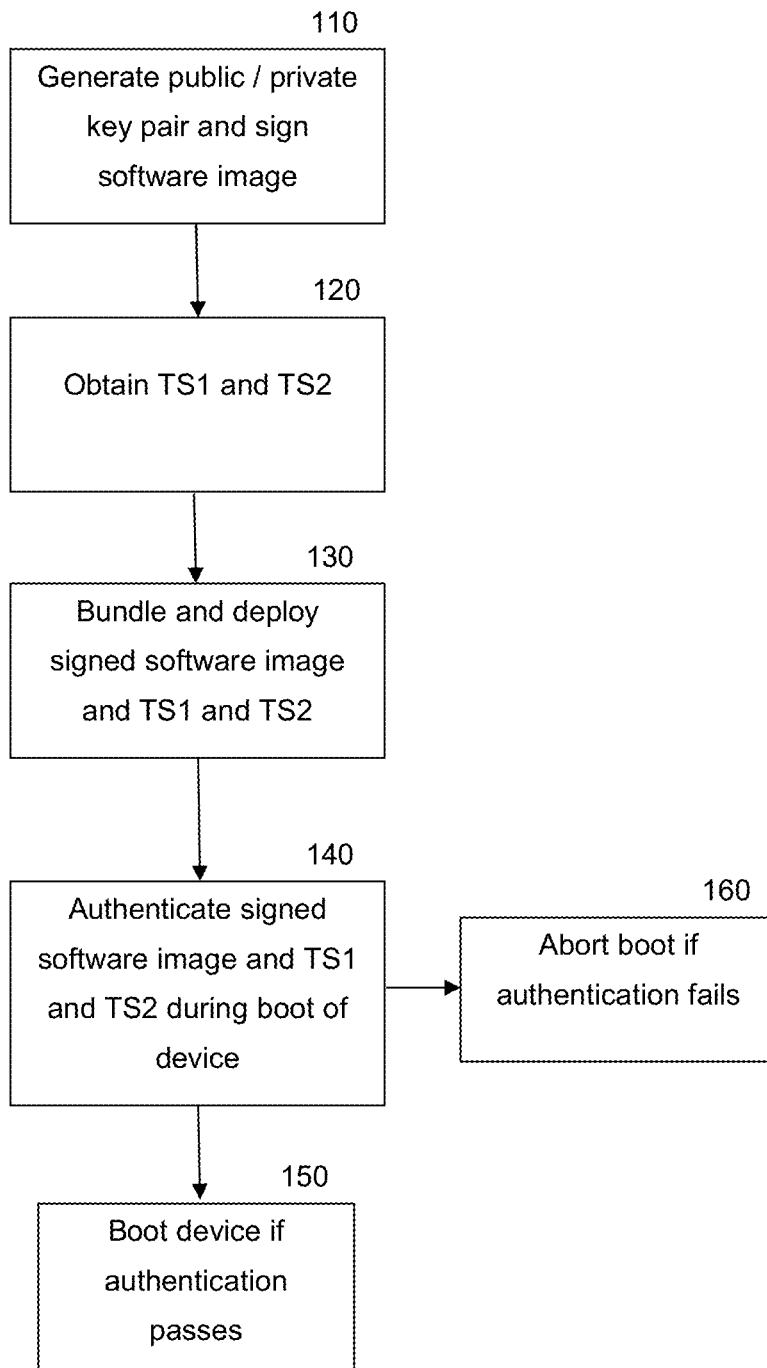 110
Generate public / private
key pair and sign
software image
120
Obtain TS1 and TS2
130
Bundle and deploy
signed software image
and TS1 and TS2
140
Authenticate signed
software image and TS1
and TS2 during boot of
device
160
Abort boot if
authentication fails
150
Boot device if
authentication
passes